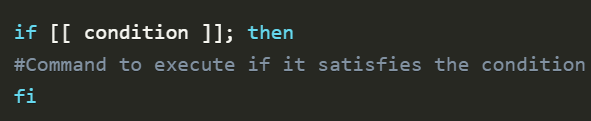 if [[ condition ]]; then
#Command to execute if it satisfies the condition
fi